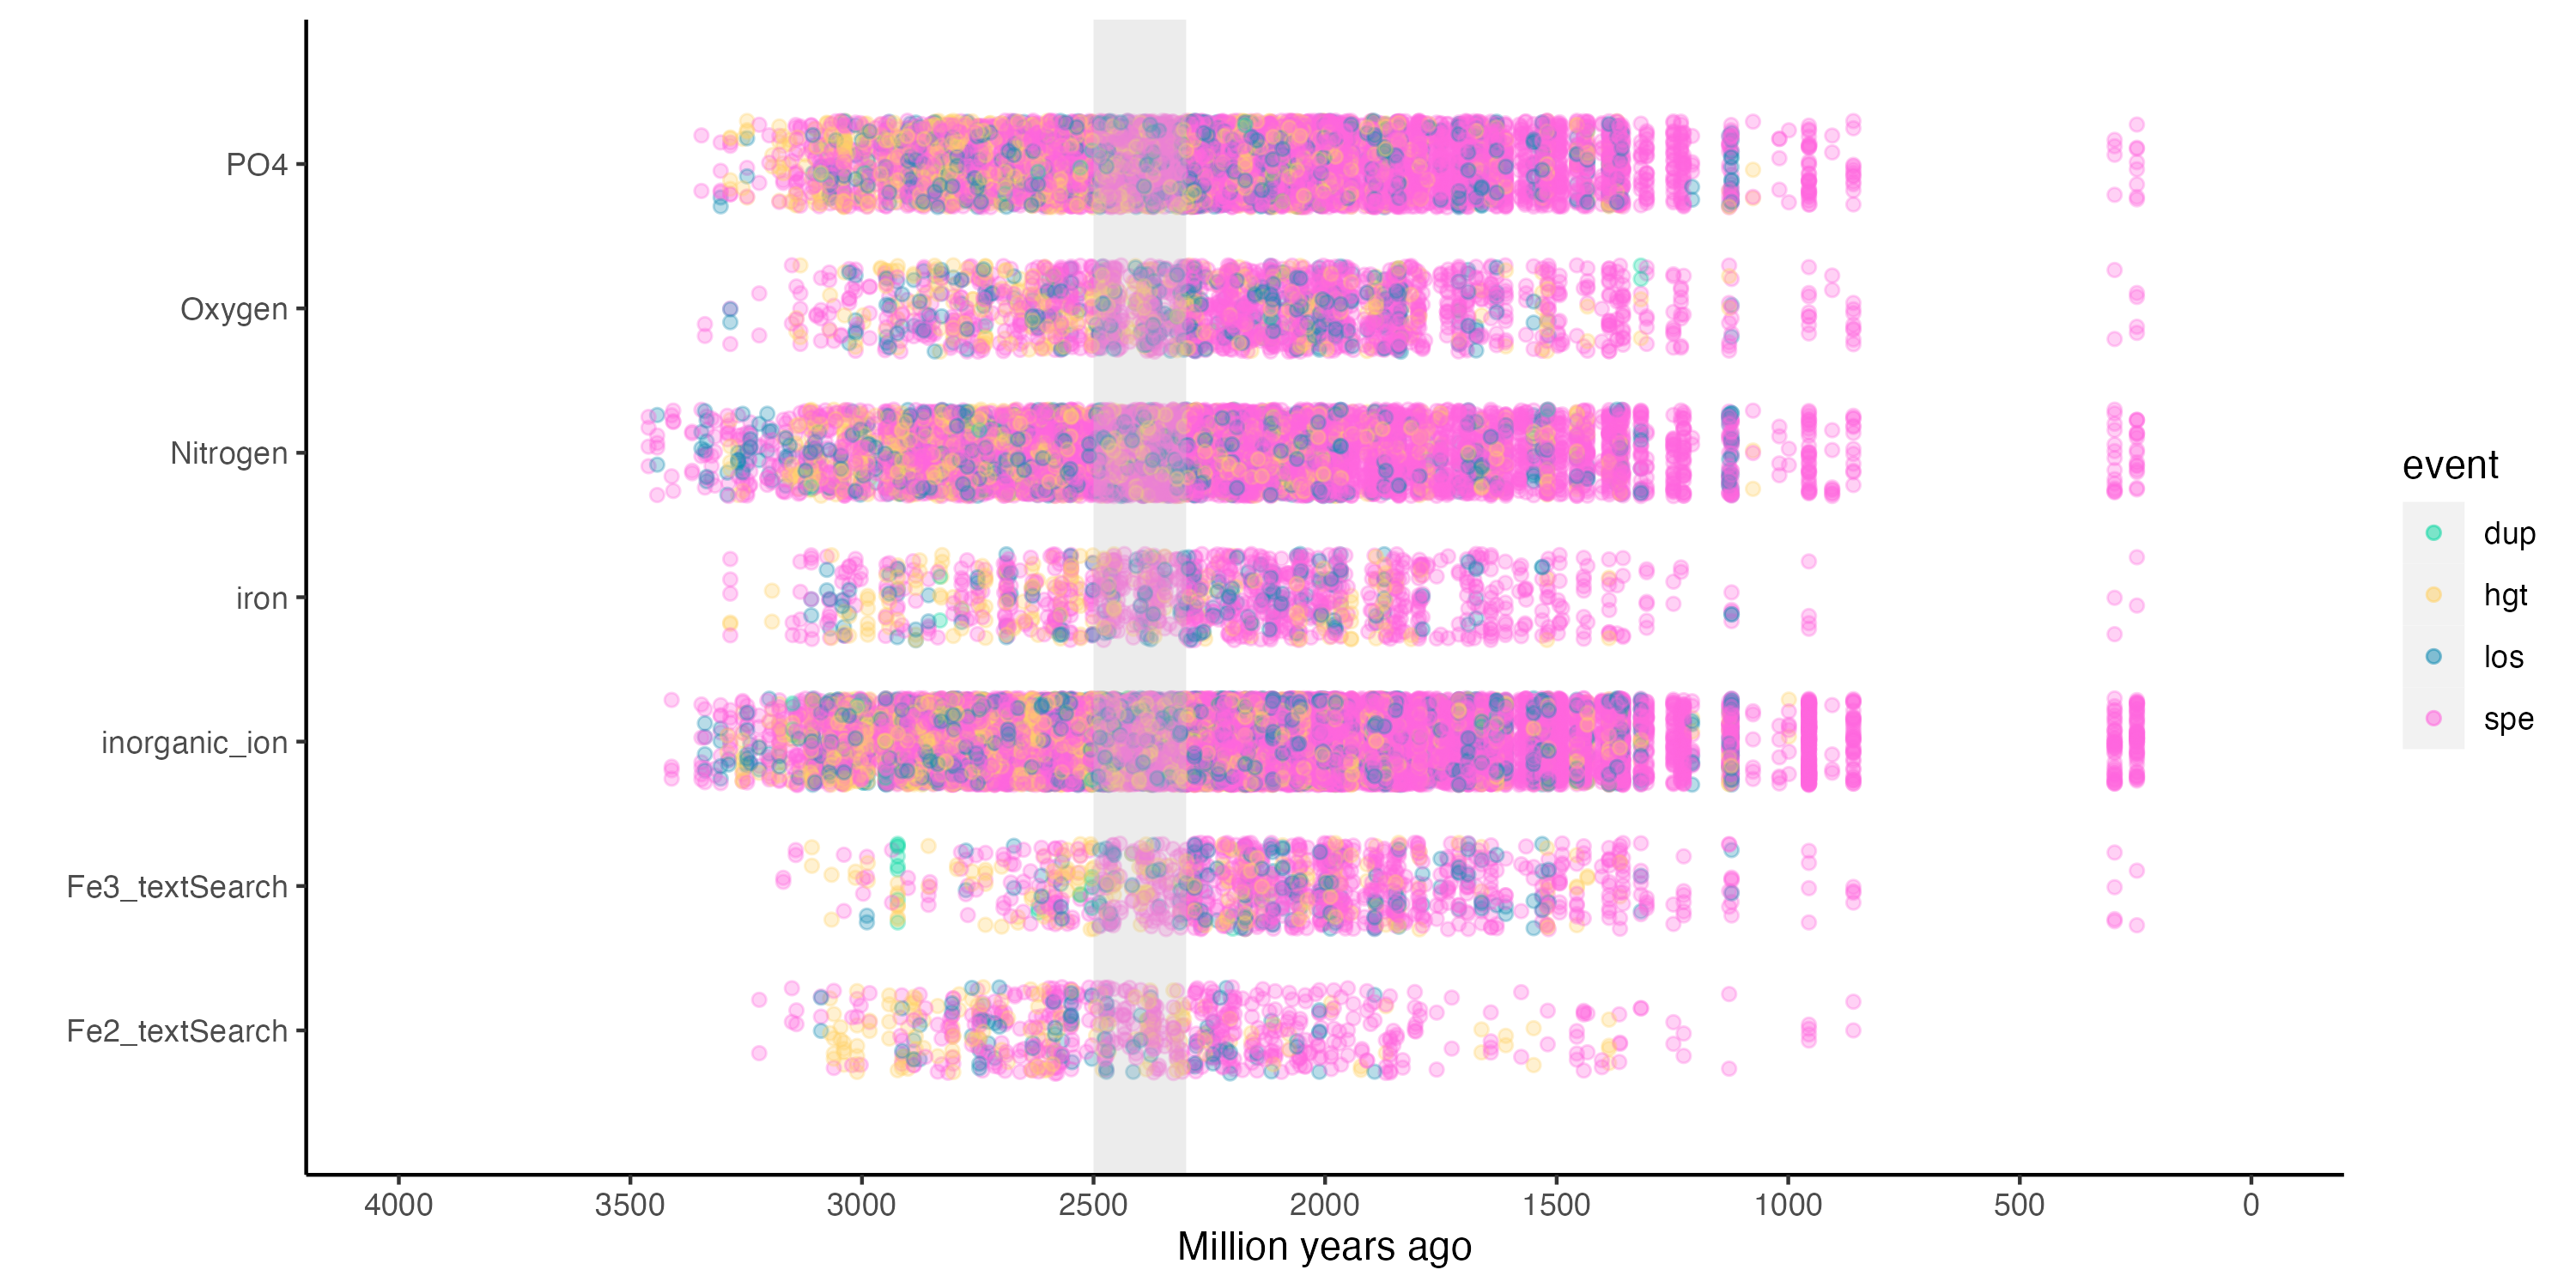 PO4
Oxygen
Nitrogen
iron
inorganic_ion
Fe3_textSearch
Fe2_textSearch
4000 3500 3000 2500 2000 1500 1000 500 0
Million years ago
event
dup
hgt
los
spe